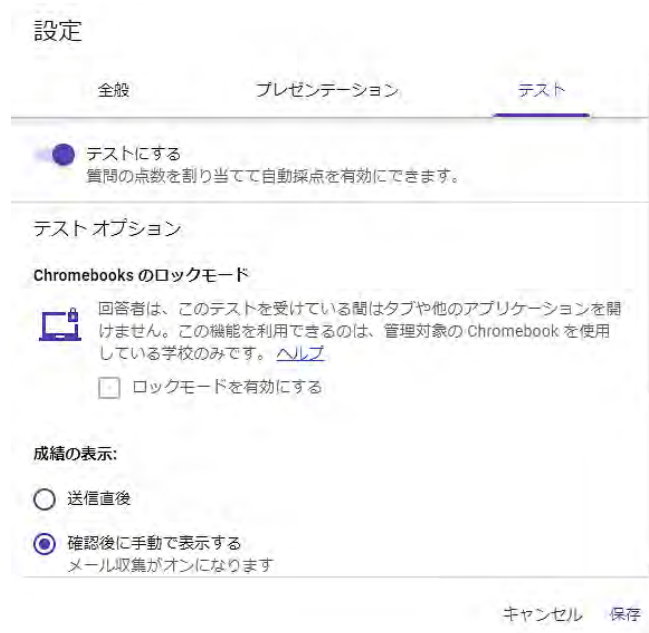 設定
全般 プレゼンテーション テスト
テストにする
質問の点数を割り当てて自動採点を有効にできます。
テスト オプション
Chromebooks のロックモード
回答者は、このテストを受けている間はタブや他のアプリケーションを開
けません。この機能を利用できるのは、管理対象の Chromebook を使用
している学校のみです。 ヘルプ
ロックモードを有効にする
成績の表示:
送信直後
確認後に手動で表示する
メール収集がオンになります
キャンセル 保存